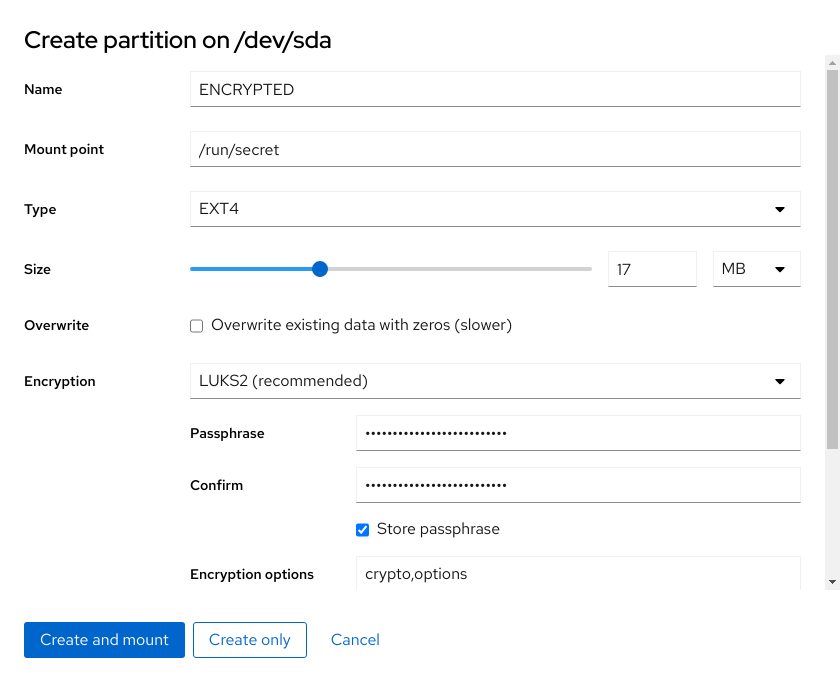 Create partition on /dev/sda
Name ENCRYPTED
Mount point /run/secret
Type EXT4
Size 17 MB
Overwrite Overwrite existing data with zeros (slower)
Encryption LUKS2 (recommended)
Passphrase ••••••••••••••••••••••••••
Confirm ••••••••••••••••••••••••••
Store passphrase
Encryption options crypto,options
Create and mount Create only Cancel